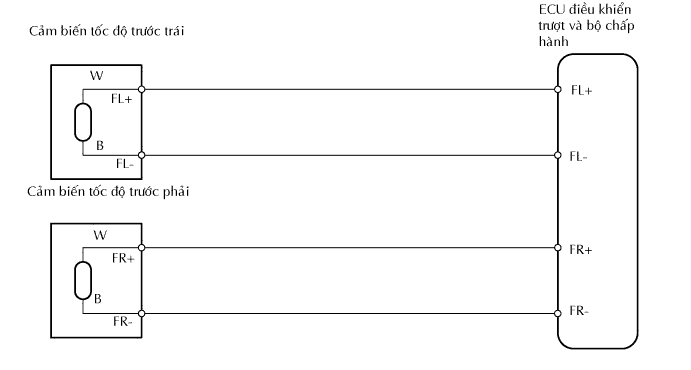 ECU điều khiển
trượt và bộ chấp
hành
Cảm biến tốc độ trước trái
W
FL+
B
FL-
FL+
FL-
Cảm biến tốc độ trước phải
W
FR+
B
FR-
FR+
FR-